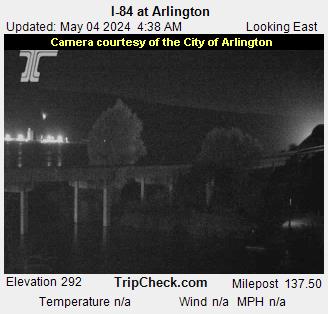 I-84 at Arlington
Updated: May 04 2024 4:38 AM Looking East
Camera courtesy of the City of Arlington
Elevation 292 TripCheck.com Milepost 137.50
Temperature n/a Wind n/a MPH n/a